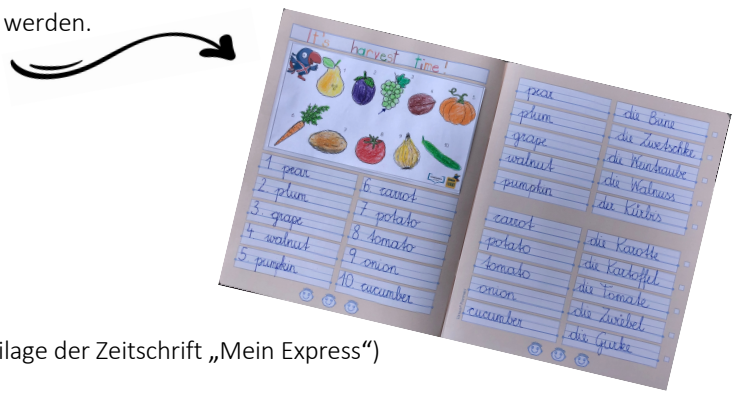 werden.
It's harvest time!
1 pear
2 plum
3. grape
4 walnut
5 pumpkin
6 carrot
7 potato
8 tomato
9 onion
10 cucumber
pear
plum
grape
walnut
pumpkin
die Birne
die Zwetschke
die Weintraube
die Walnuss
der Kürbis
carrot
potato
tomato
onion
cucumber
die Karotte
die Kartoffel
die Tomate
die Zwiebel
die Gurke
ilage der Zeitschrift „Mein Express“)